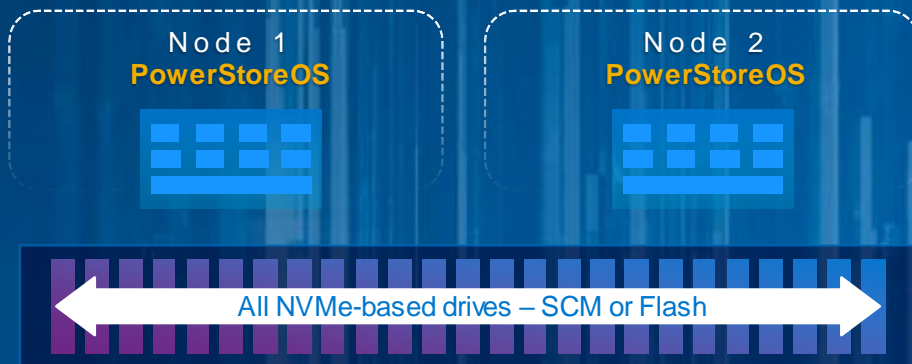 Node 1
PowerStoreOS
Node 2
PowerStoreOS
All NVMe-based drives – SCM or Flash